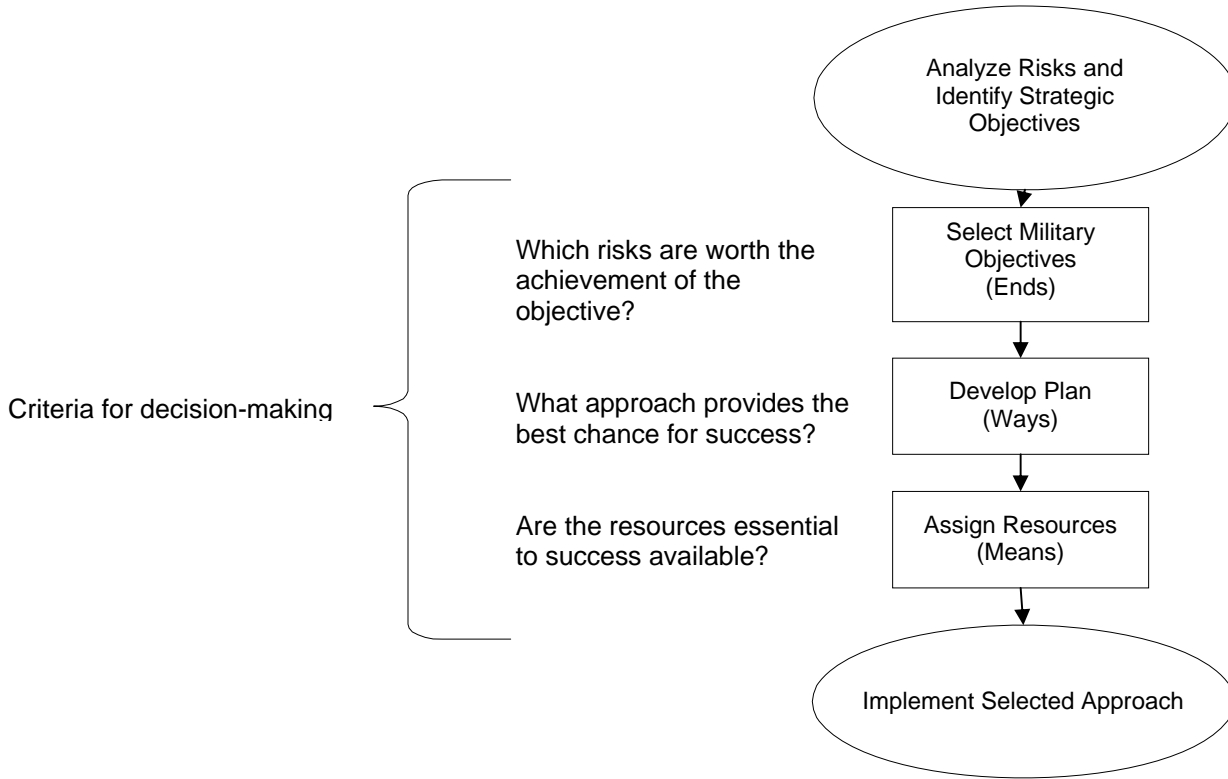 Analyze Risks and
Identify Strategic
Objectives
Which risks are worth the
achievement of the
objective?
Select Military
Objectives
(Ends)
Criteria for decision-making
What approach provides the
best chance for success?
Develop Plan
(Ways)
Are the resources essential
to success available?
Assign Resources
(Means)
Implement Selected Approach